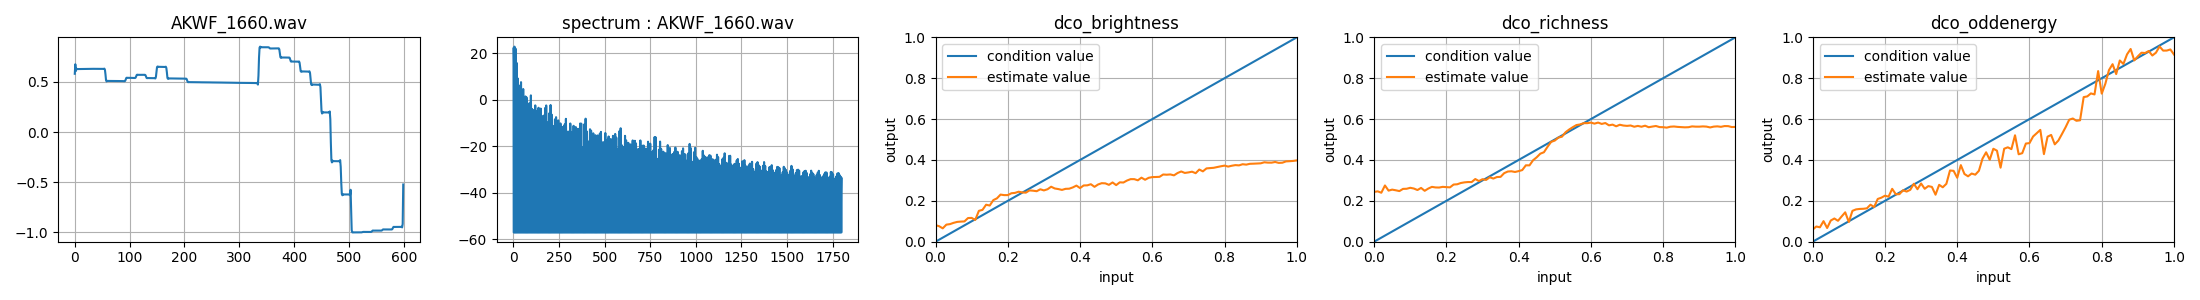 AKWF_1660.wav
0.5
0.0
−0.5
−1.0
0 100 200 300 400 500 600
spectrum : AKWF_1660.wav
20
0
−20
−40
−60
0 250 500 750 1000 1250 1500 1750
dco_brightness
condition value
estimate value
output
1.0
0.8
0.6
0.4
0.2
0.0
0.0 0.2 0.4 0.6 0.8 1.0
input
dco_richness
condition value
estimate value
output
1.0
0.8
0.6
0.4
0.2
0.0
0.0 0.2 0.4 0.6 0.8 1.0
input
dco_oddenergy
condition value
estimate value
output
1.0
0.8
0.6
0.4
0.2
0.0
0.0 0.2 0.4 0.6 0.8 1.0
input